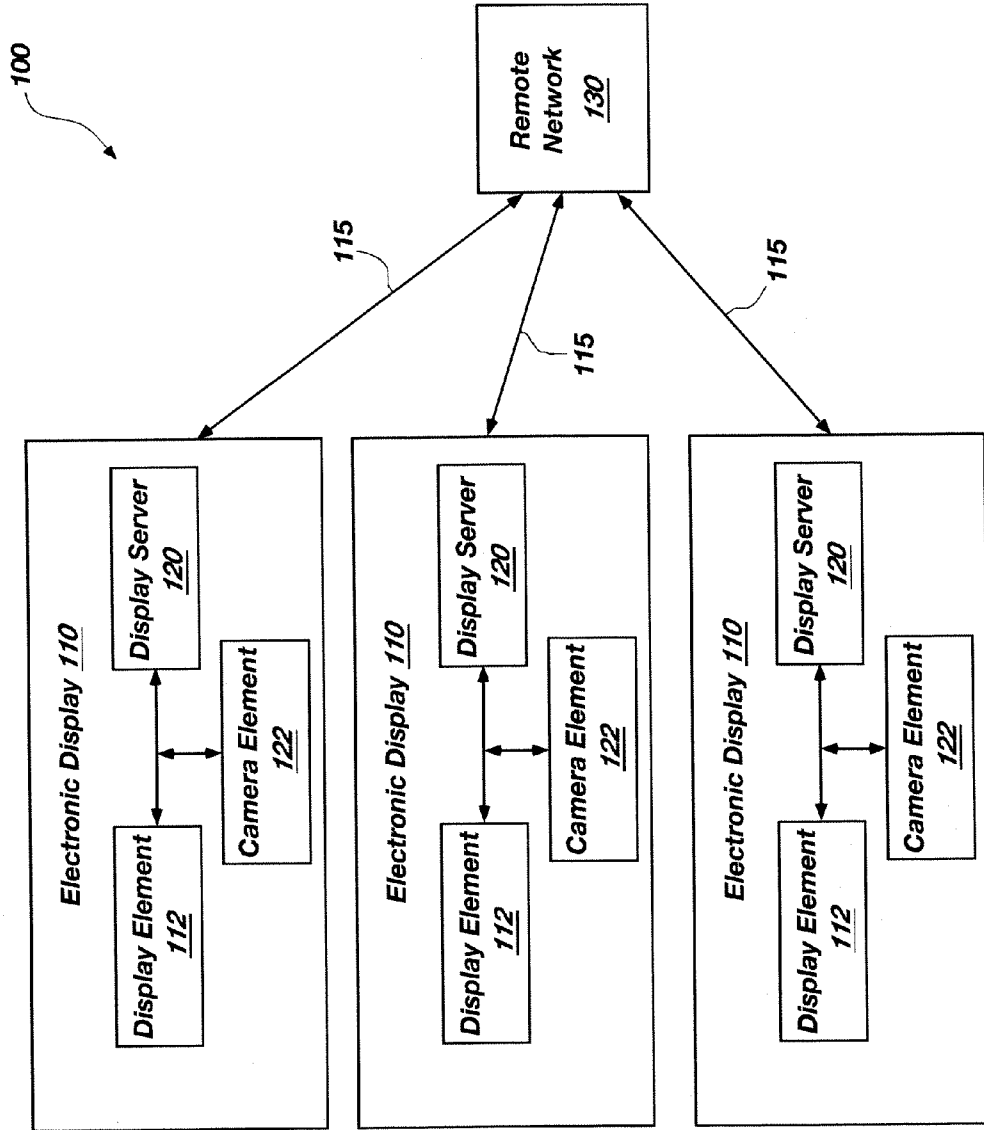 100
Electronic Display 110
Display Element
112
Display Server
120
Camera Element
122
115
Electronic Display 110
Display Element
112
Display Server
120
Camera Element
122
115
Remote
Network
130
Electronic Display 110
Display Element
112
Display Server
120
Camera Element
122
115